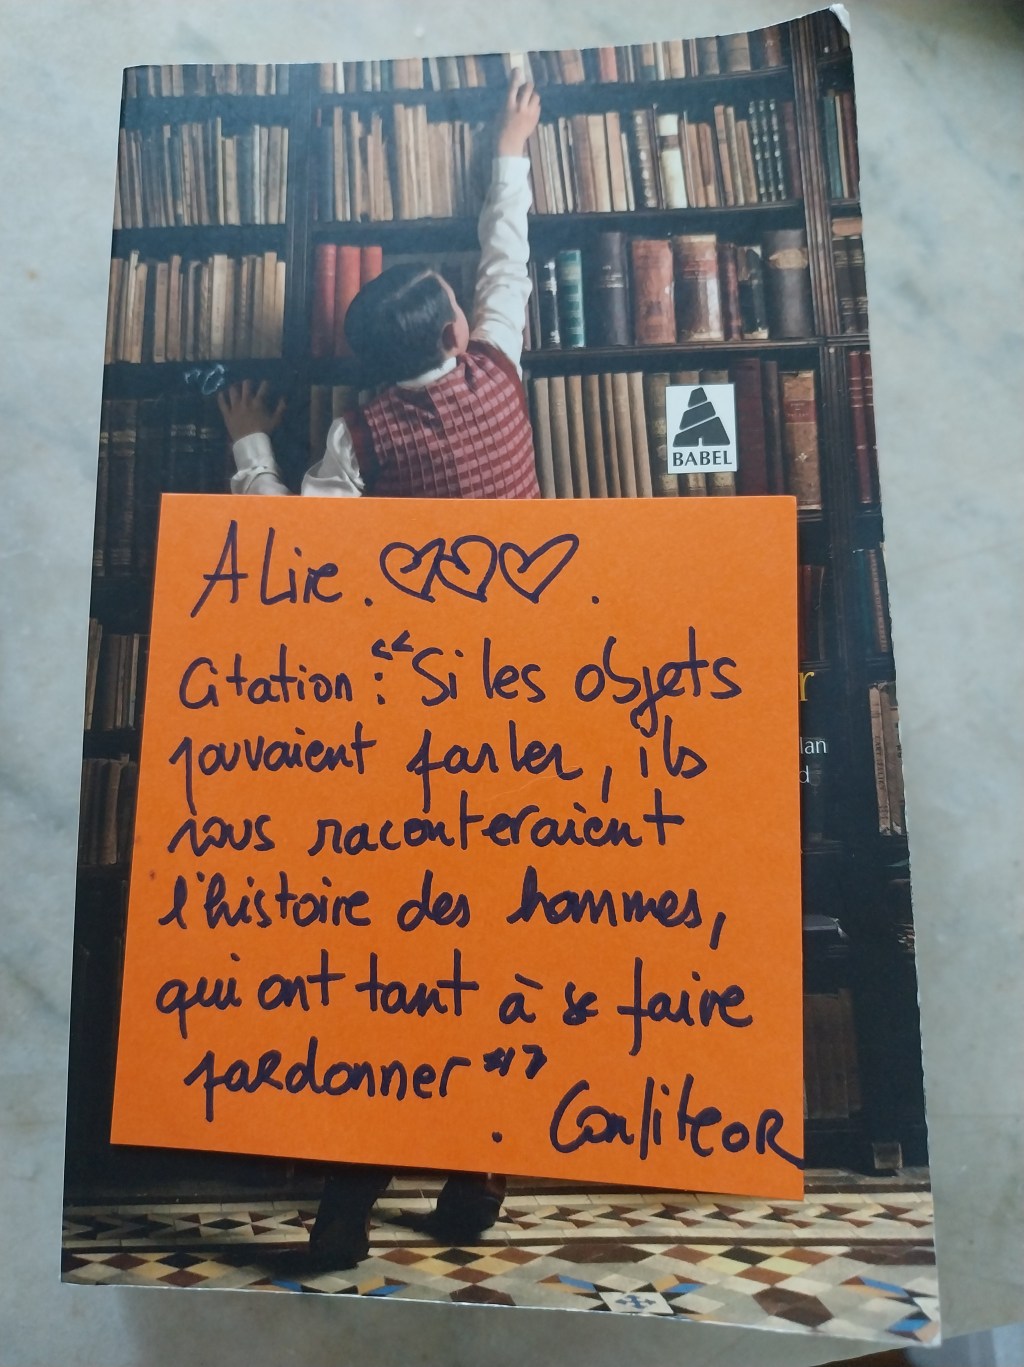 BABEL
A Lire. ♡♡♡.
Citation : "Si les objets
pouvaient parler, ils
nous raconteraient
l'histoire des hommes,
qui ont tant à se faire
pardonner"
. Confiteor
r
lan
d